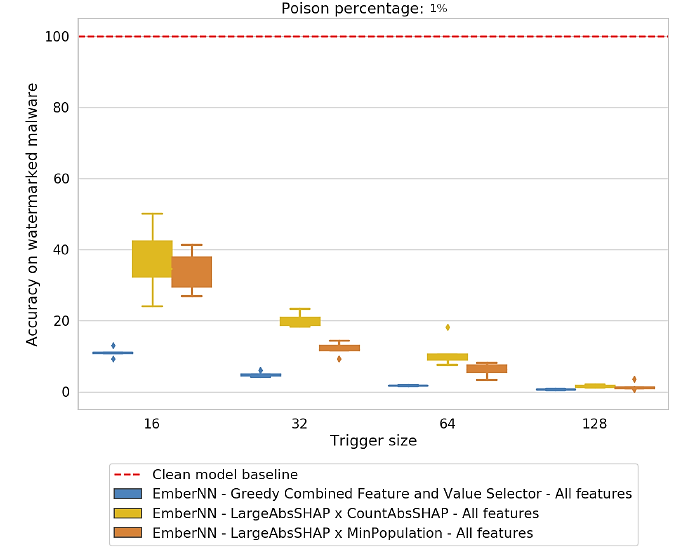 Poison percentage: 1%
100
80
60
40
20
0
Accuracy on watermarked malware
16 32 64 128
Trigger size
Clean model baseline
EmberNN - Greedy Combined Feature and Value Selector - All features
EmberNN - LargeAbsSHAP x CountAbsSHAP - All features
EmberNN - LargeAbsSHAP x MinPopulation - All features